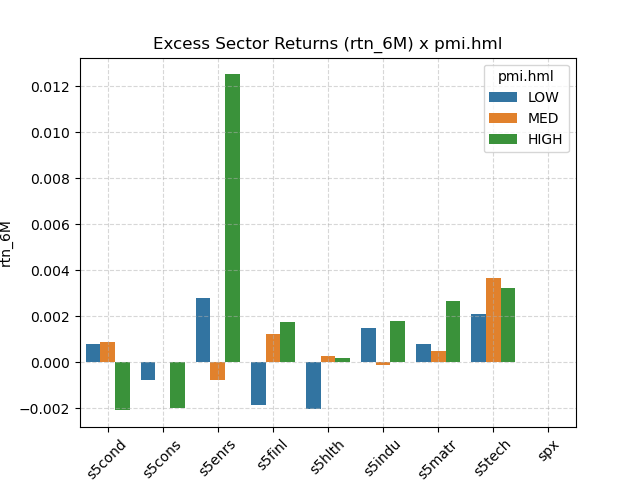 Excess Sector Returns (rtn_6M) x pmi.hml
pmi.hml
LOW
MED
HIGH
0.012
0.010
0.008
0.006
0.004
0.002
0.000
−0.002
rtn_6M
s5cond
s5cons
s5enrs
s5finl
s5hlth
s5indu
s5matr
s5tech
spx